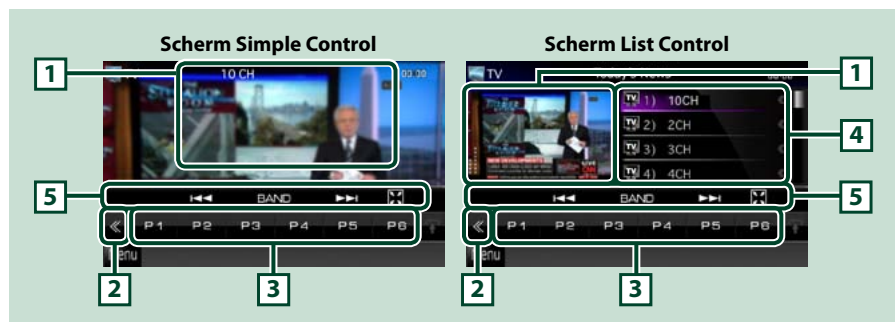 Scherm Simple Control
Scherm List Control
1
10 CH
00:00
TV
1
1) 10CH
2) 2CH
3) 3CH
4) 4CH
4
5
BAND
BAND
5
P1 P2 P3 P4 P5 P6
P1 P2 P3 P4 P5 P6
2
3
2
3